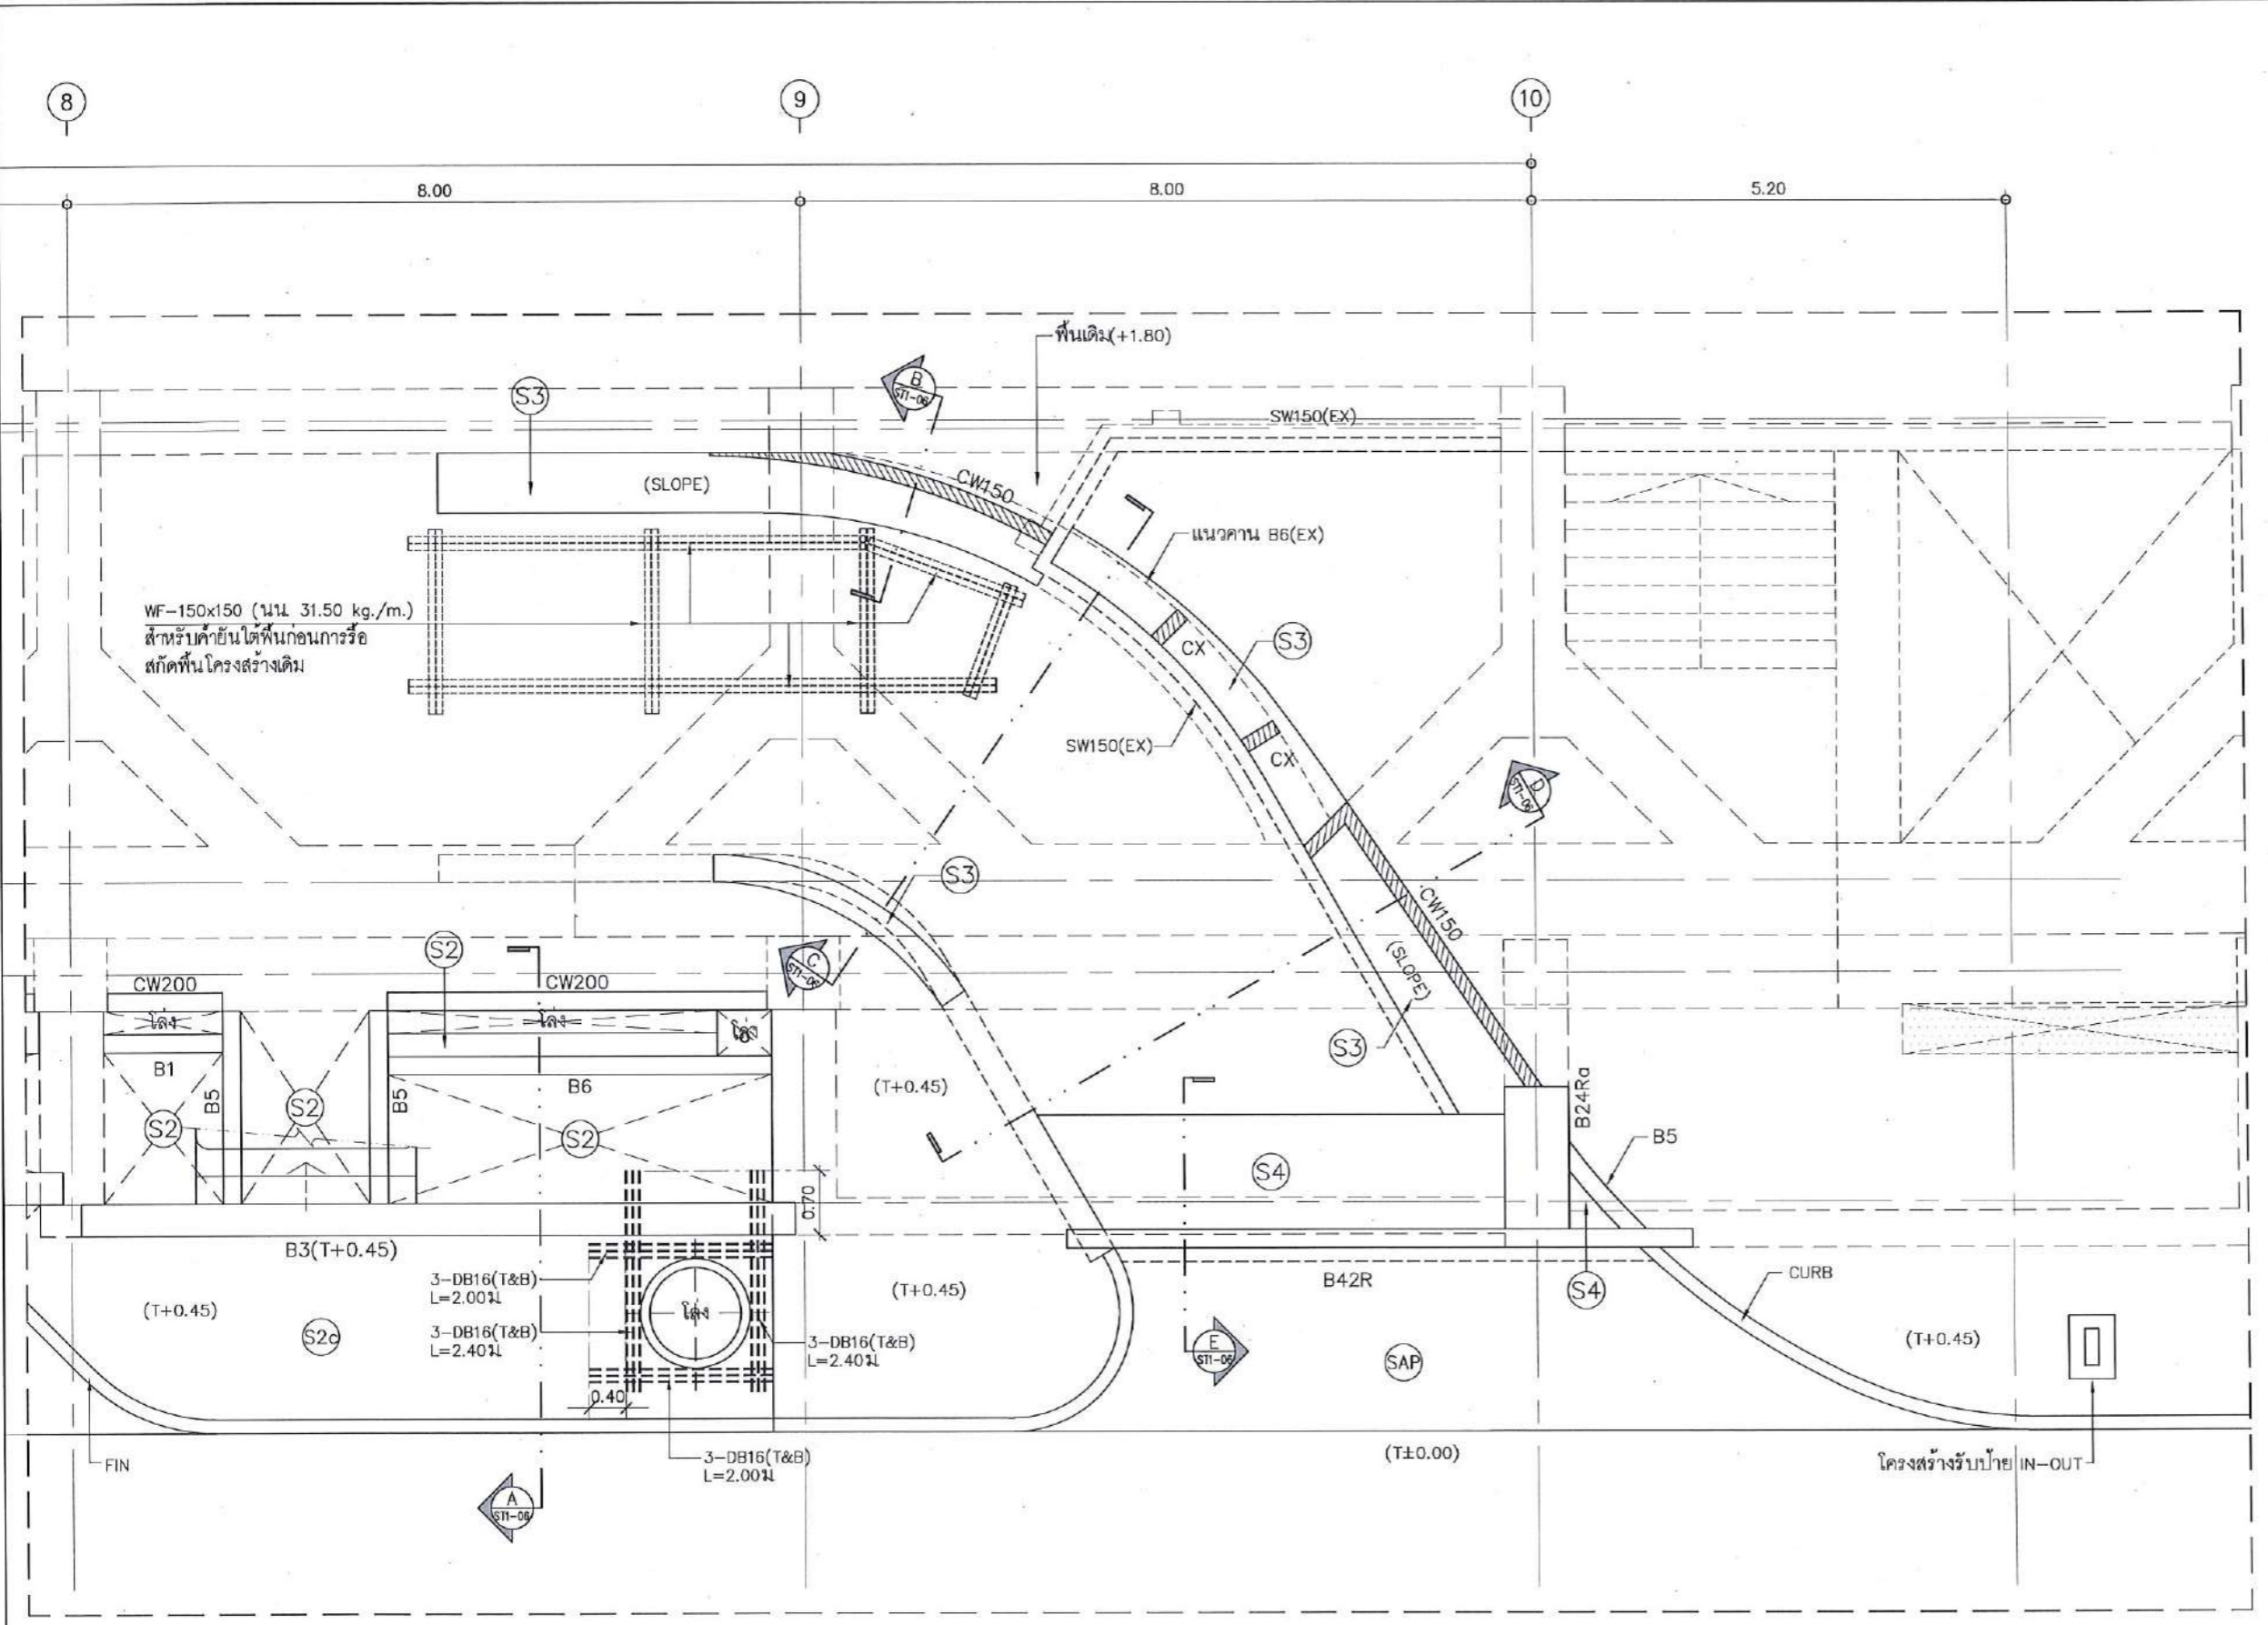 8
9
10
8.00
8.00
5.20
พื้นเดิม(+1.80)
B
ST1-06
S3
SW150(EX)
(SLOPE)
CW150
แนวคาน B6(EX)
WF-150x150 (นน. 31.50 kg./m.)
สำหรับค้ำยันใต้พื้นก่อนการรื้อ
สกัดพื้นโครงสร้างเดิม
CX
S3
SW150(EX)
CX
D
ST1-06
S3
CW150
S2
C
ST1-06
(SLOPE)
CW200
CW200
โล่ง
โล่ง
โล่ง
S3
B1
B6
(T+0.45)
B5
B5
B24Ra
S2
S2
S2
B5
S4
0.70
B3(T+0.45)
3-DB16(T&B)
L=2.00ม
B42R
S4
CURB
(T+0.45)
(T+0.45)
โล่ง
S2c
3-DB16(T&B)
L=2.40ม
3-DB16(T&B)
L=2.40ม
E
ST1-06
SAP
(T+0.45)
0.40
FIN
3-DB16(T&B)
L=2.00ม
(T±0.00)
โครงสร้างรับป้าย IN-OUT
A
ST1-06